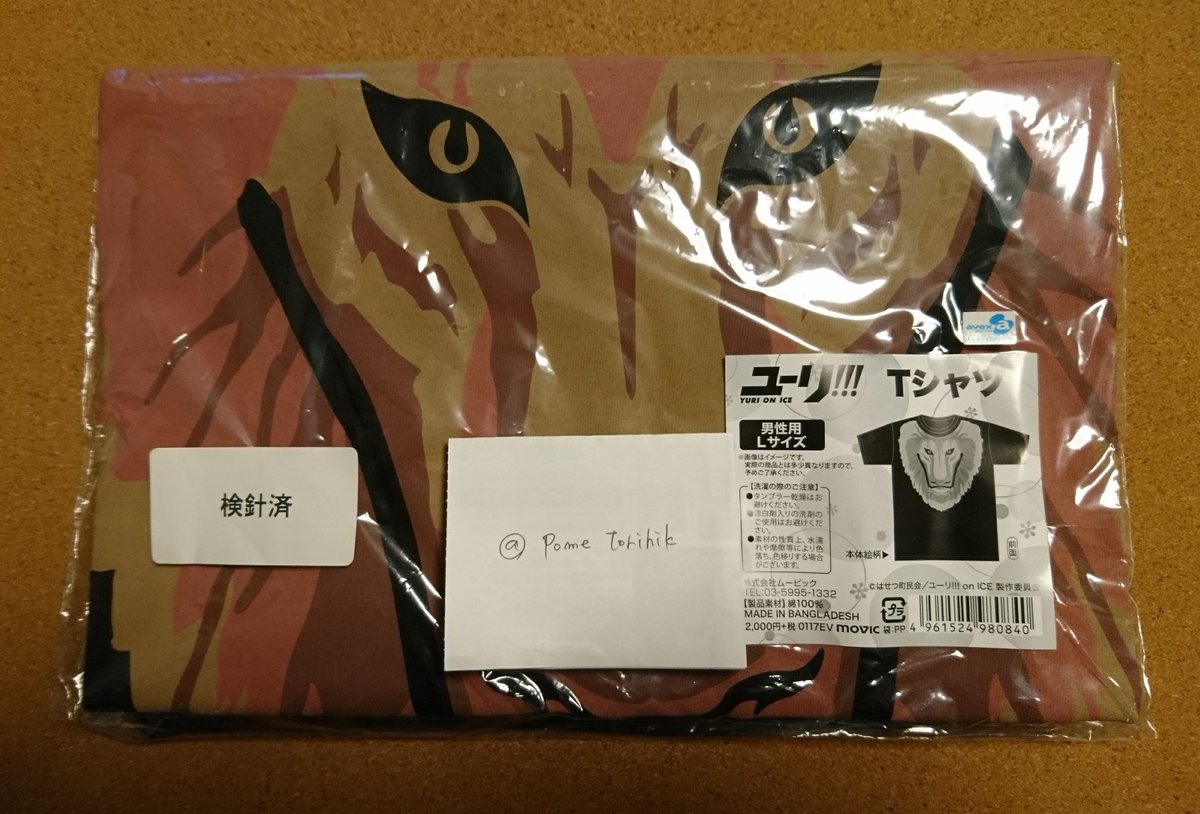 検針済
@ Pome torihik
avex
ユーリ!!! Tシャツ
YURI ON ICE
男性用
Lサイズ
※画像はイメージです。
実際の商品とは多少異なりますので、
予めご了承ください。
【洗濯の際のご注意】
●タンブラー乾燥はお
避けください。
●漂白剤入りの洗剤の
ご使用はお避けくだ
さい。
●素材の性質上、水濡
れや摩擦等により色
落ち、色移りする場合
がございます。
本体絵柄▶
前面
株式会社ムービック
TEL:03-5995-1332
【製品素材】綿100%
MADE IN BANGLADESH
2,000円+税 0117EV movic
©はせつ町民会/ユーリ!!! on ICE 製作委員会
プラ
袋:PP
4 961524 980840